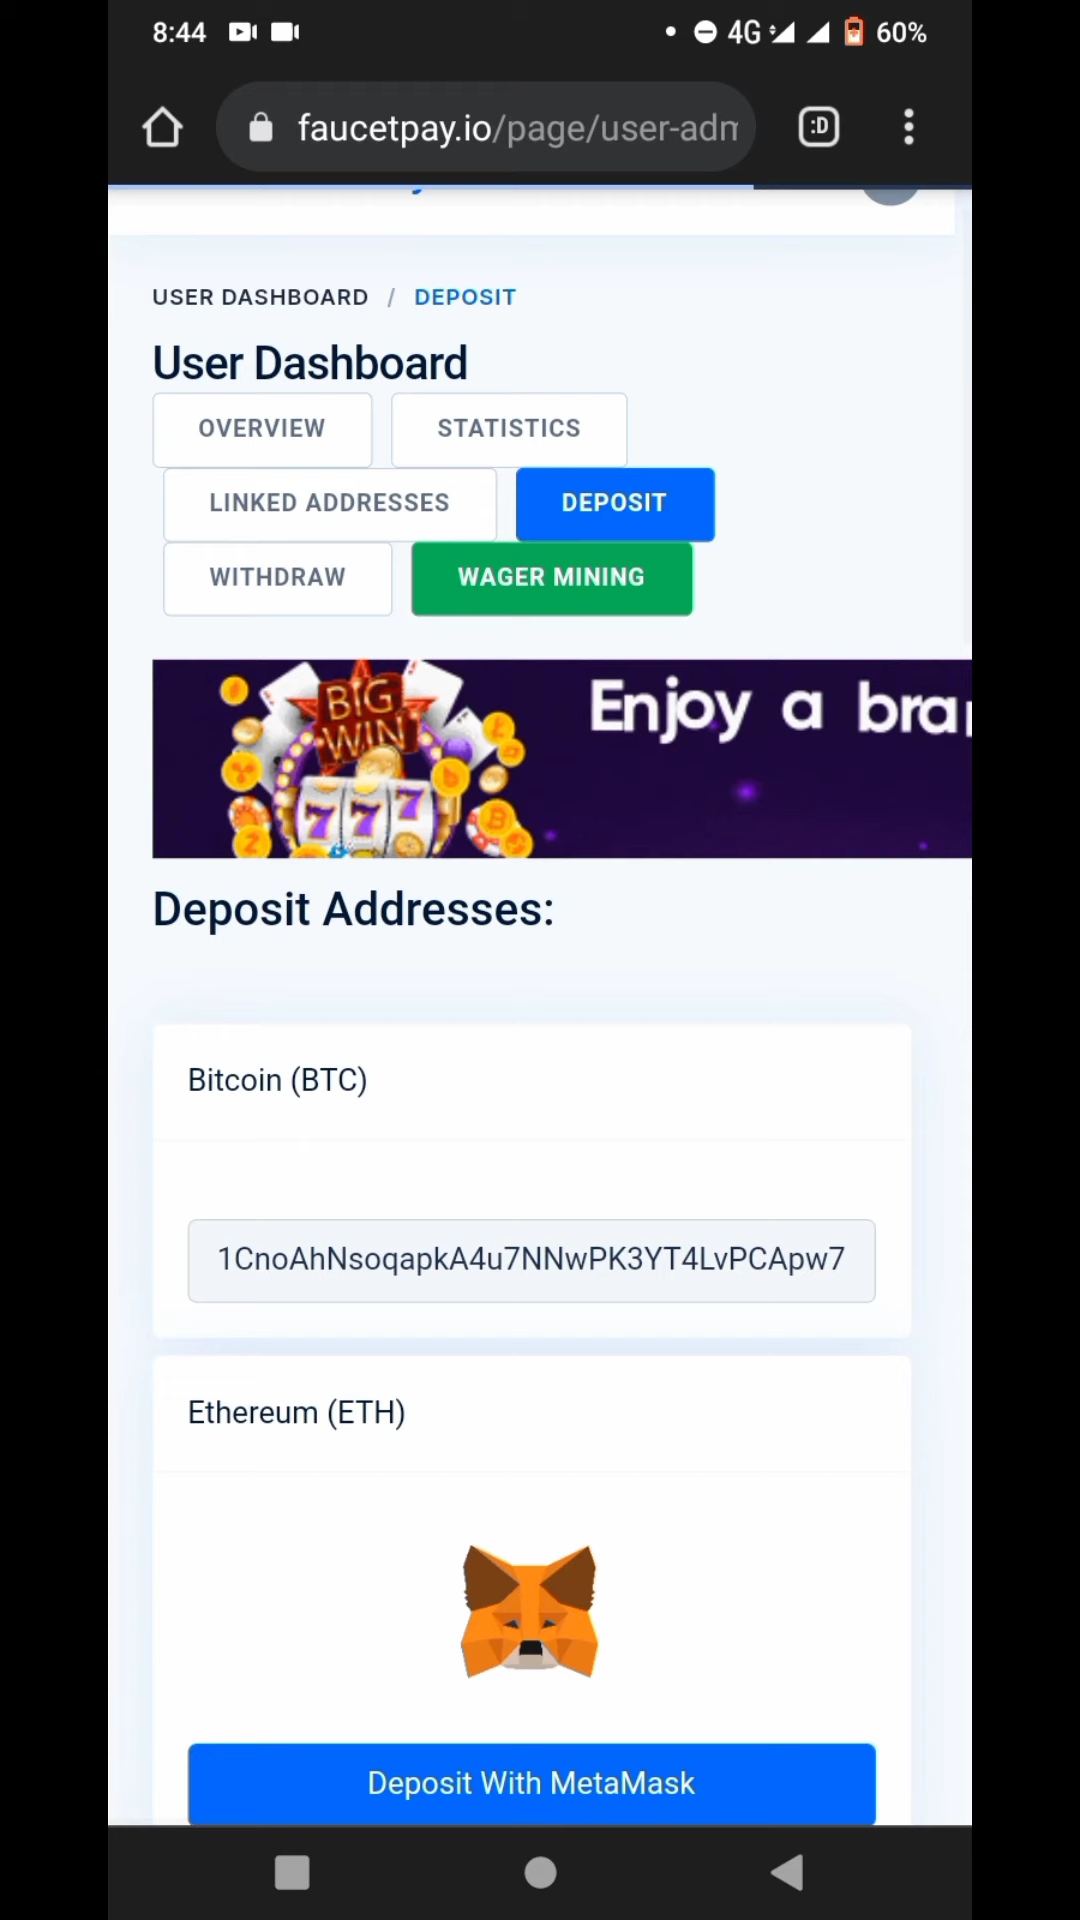 8:44 4G 60%
faucetpay.io/page/user-adm
:D
USER DASHBOARD / DEPOSIT
User Dashboard
OVERVIEW STATISTICS
LINKED ADDRESSES DEPOSIT
WITHDRAW WAGER MINING
BIG
WIN
777
Enjoy a bran
Deposit Addresses:
Bitcoin (BTC)
1CnoAhNsoqapkA4u7NNwPK3YT4LvPCApw7
Ethereum (ETH)
Deposit With MetaMask